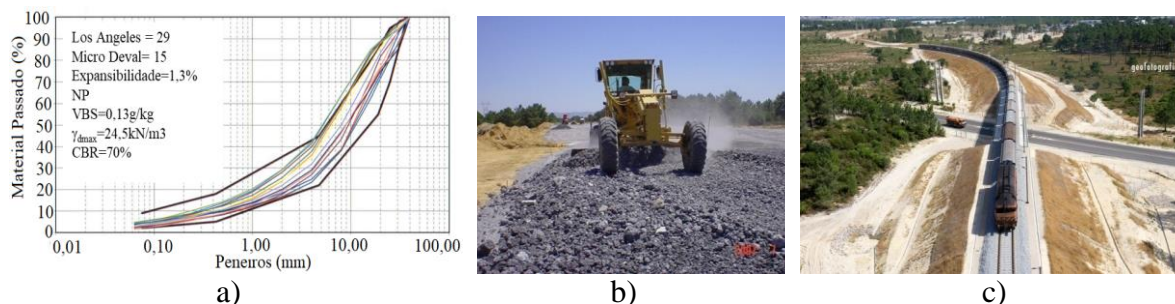 Material Passado (%)
100
90
80
70
60
50
40
30
20
10
0
Los Angeles = 29
Micro Deval= 15
Expansibilidade=1,3%
NP
VBS=0,13g/kg
γdmax=24,5kN/m3
CBR=70%
0,01 0,10 1,00 10,00 100,00
Peneiros (mm)
a)
b)
geofotografi
c)